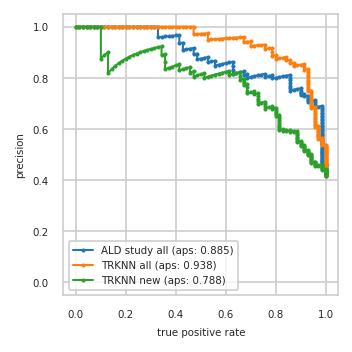 precision
1.0
0.8
0.6
0.4
0.2
0.0
ALD study all (aps: 0.885)
TRKNN all (aps: 0.938)
TRKNN new (aps: 0.788)
0.0 0.2 0.4 0.6 0.8 1.0
true positive rate